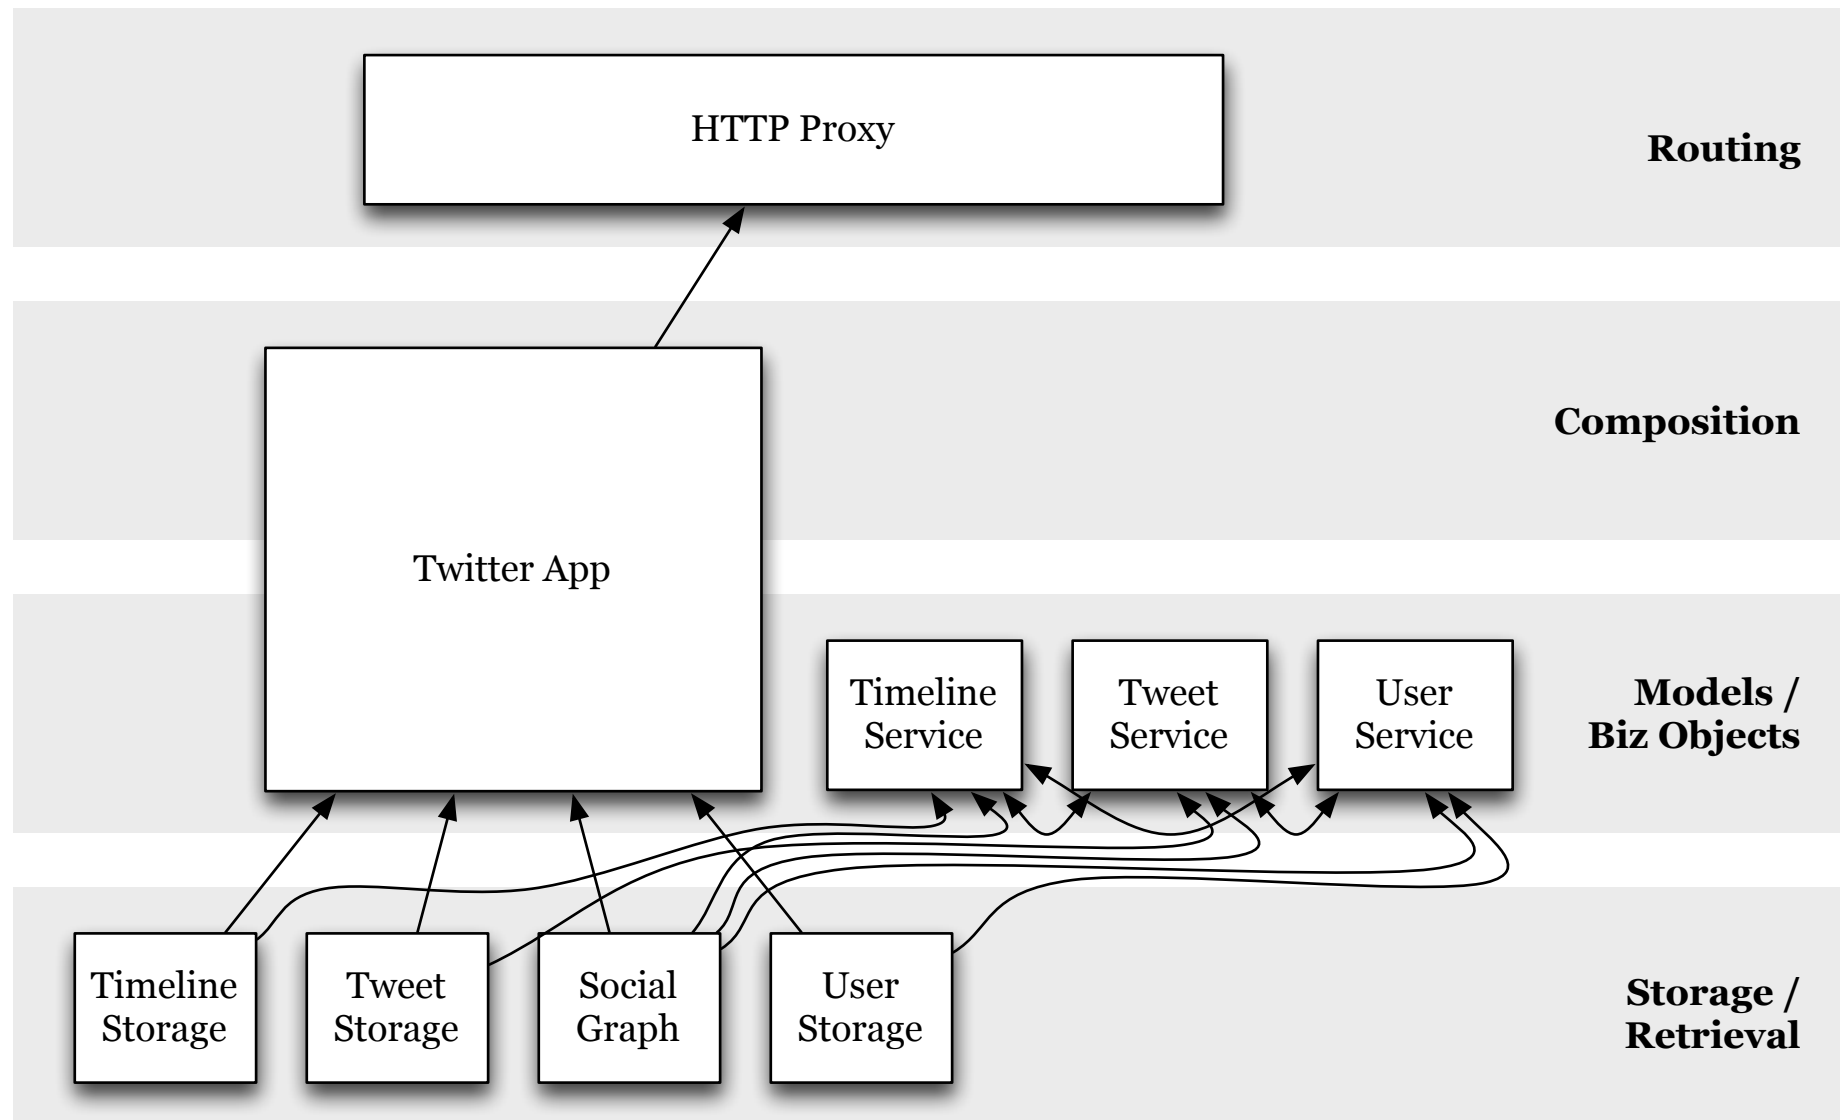 HTTP Proxy
Routing
Composition
Twitter App
Timeline
Service
Tweet
Service
User
Service
Models /
Biz Objects
Timeline
Storage
Tweet
Storage
Social
Graph
User
Storage
Storage /
Retrieval